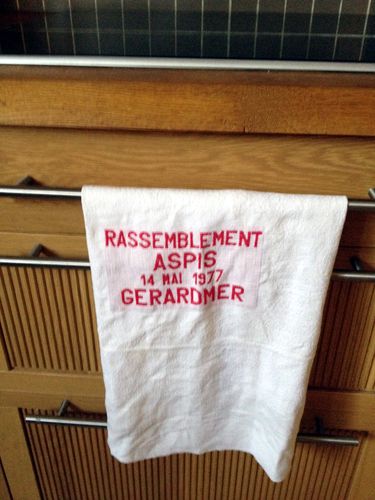 RASSEMBLEMENT
ASPIS
14 MAI 1977
GERARDMER